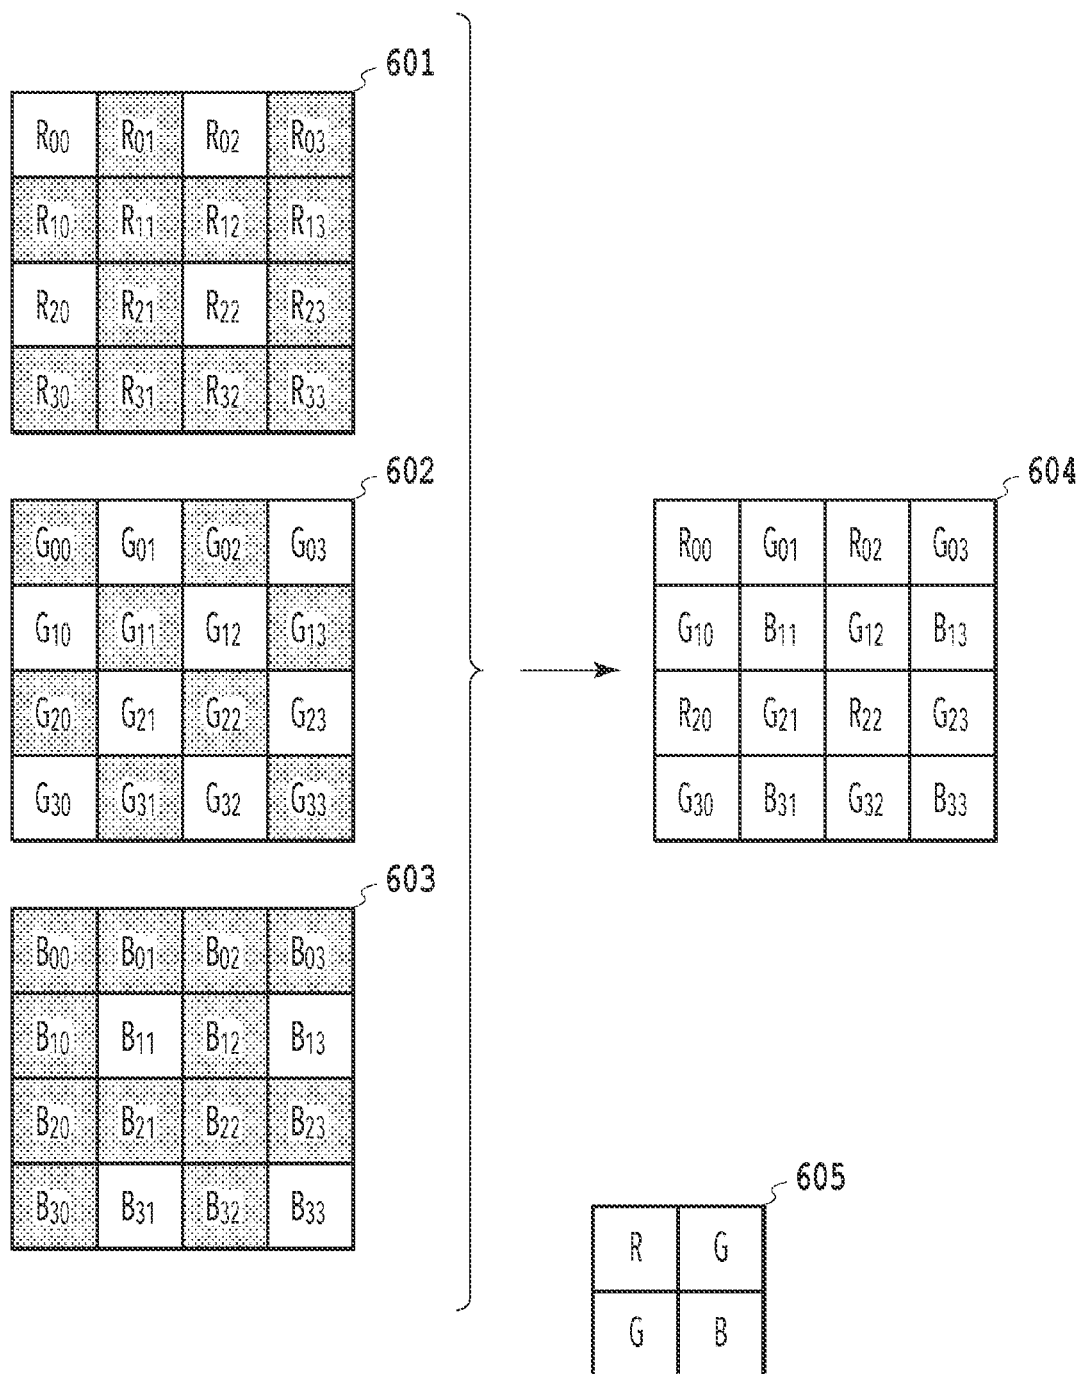 601
R00 R01 R02 R03
R10 R11 R12 R13
R20 R21 R22 R23
R30 R31 R32 R33
602
G00 G01 G02 G03
G10 G11 G12 G13
G20 G21 G22 G23
G30 G31 G32 G33
603
B00 B01 B02 B03
B10 B11 B12 B13
B20 B21 B22 B23
B30 B31 B32 B33
604
R00 G01 R02 G03
G10 B11 G12 B13
R20 G21 R22 G23
G30 B31 G32 B33
605
R G
G B